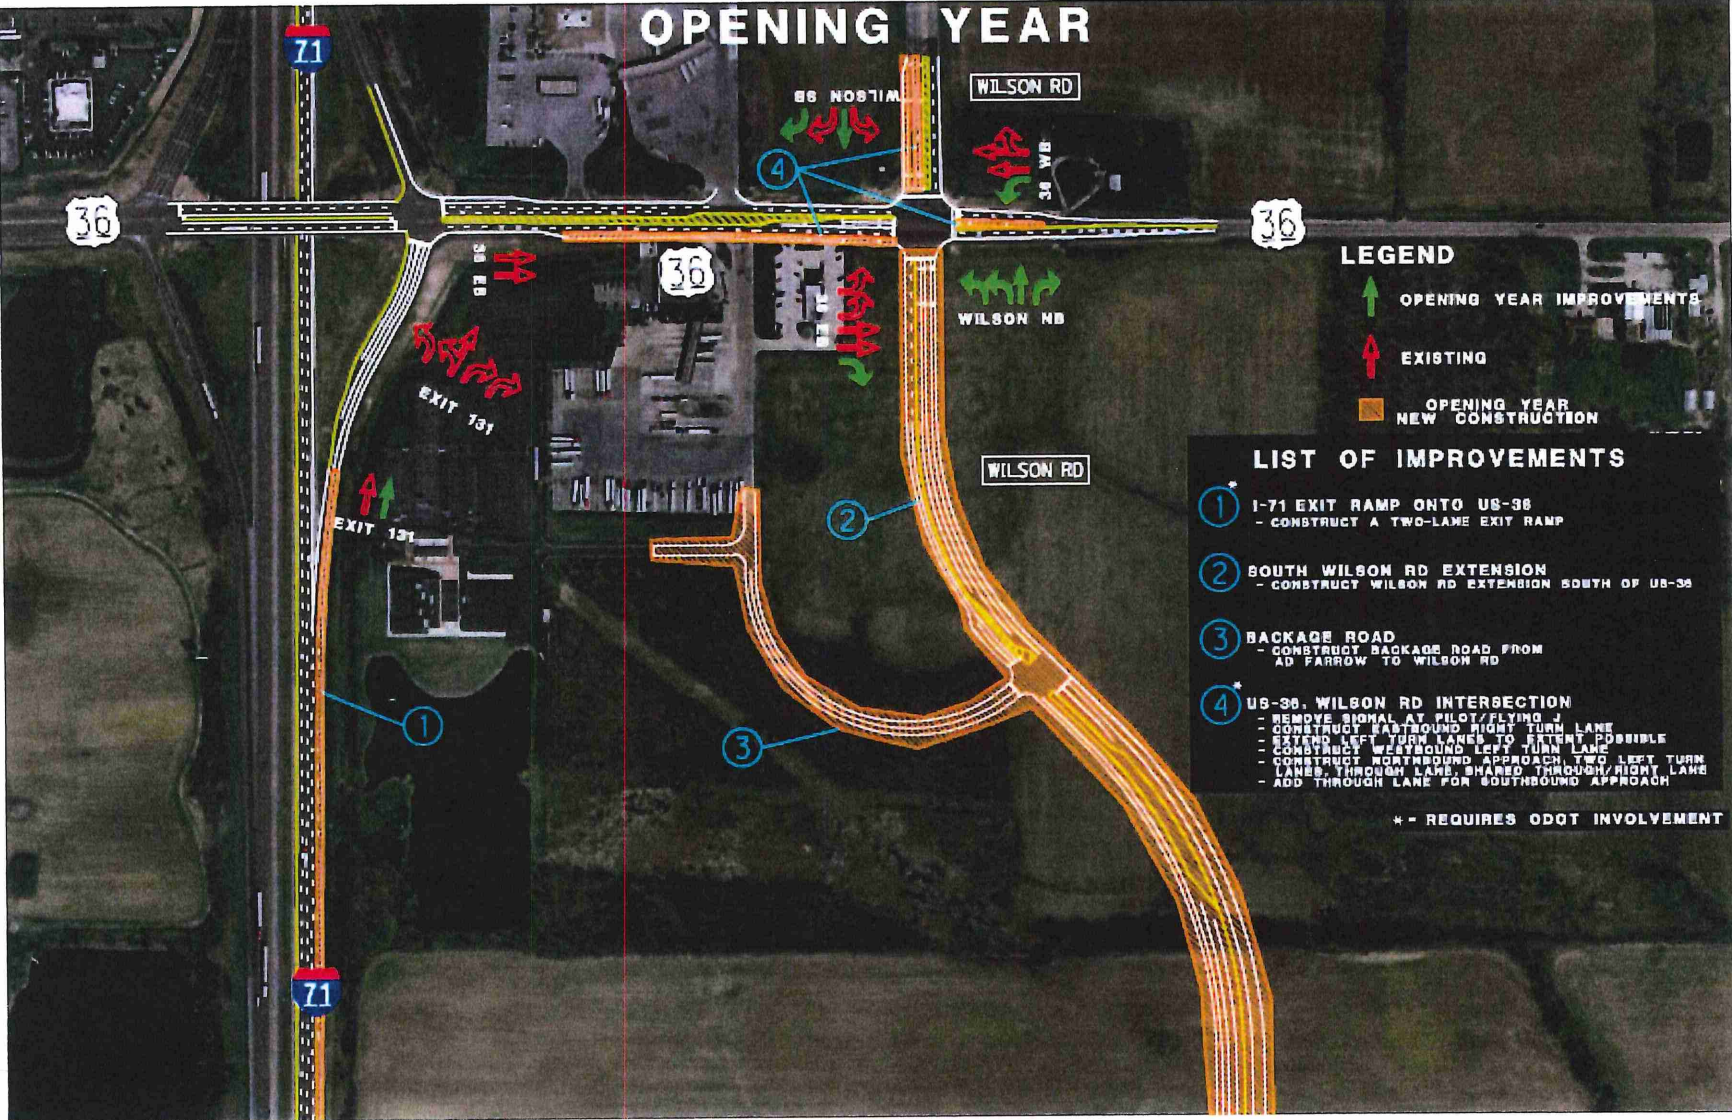 OPENING YEAR
71
WILSON RD
WILSON SB
4
36 WB
36
36
36
36 EB
36 EB
WILSON NB
EXIT 131
EXIT 131
WILSON RD
2
1
3
71
LEGEND
OPENING YEAR IMPROVEMENTS
EXISTING
OPENING YEAR
NEW CONSTRUCTION
LIST OF IMPROVEMENTS
1* I-71 EXIT RAMP ONTO US-36
- CONSTRUCT A TWO-LANE EXIT RAMP
2 SOUTH WILSON RD EXTENSION
- CONSTRUCT WILSON RD EXTENSION SOUTH OF US-36
3 BACKAGE ROAD
- CONSTRUCT BACKAGE ROAD FROM
AD FARROW TO WILSON RD
4* US-36, WILSON RD INTERSECTION
- REMOVE SIGNAL AT PILOT/FLYING J
- CONSTRUCT EASTBOUND RIGHT TURN LANE
- EXTEND LEFT TURN LANES TO EXTENT POSSIBLE
- CONSTRUCT WESTBOUND LEFT TURN LANE
- CONSTRUCT NORTHBOUND APPROACH, TWO LEFT TURN
LANES, THROUGH LANE, SHARED THROUGH/RIGHT LANE
- ADD THROUGH LANE FOR SOUTHBOUND APPROACH
* - REQUIRES ODOT INVOLVEMENT